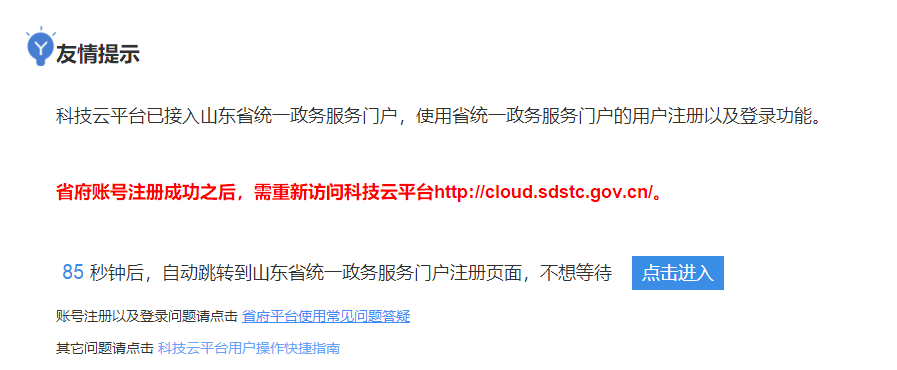 友情提示
科技云平台已接入山东省统一政务服务门户，使用省统一政务服务门户的用户注册以及登录功能。
省府账号注册成功之后，需重新访问科技云平台http://cloud.sdstc.gov.cn/。
85 秒钟后，自动跳转到山东省统一政务服务门户注册页面，不想等待 点击进入
账号注册以及登录问题请点击 省府平台使用常见问题答疑
其它问题请点击 科技云平台用户操作快捷指南